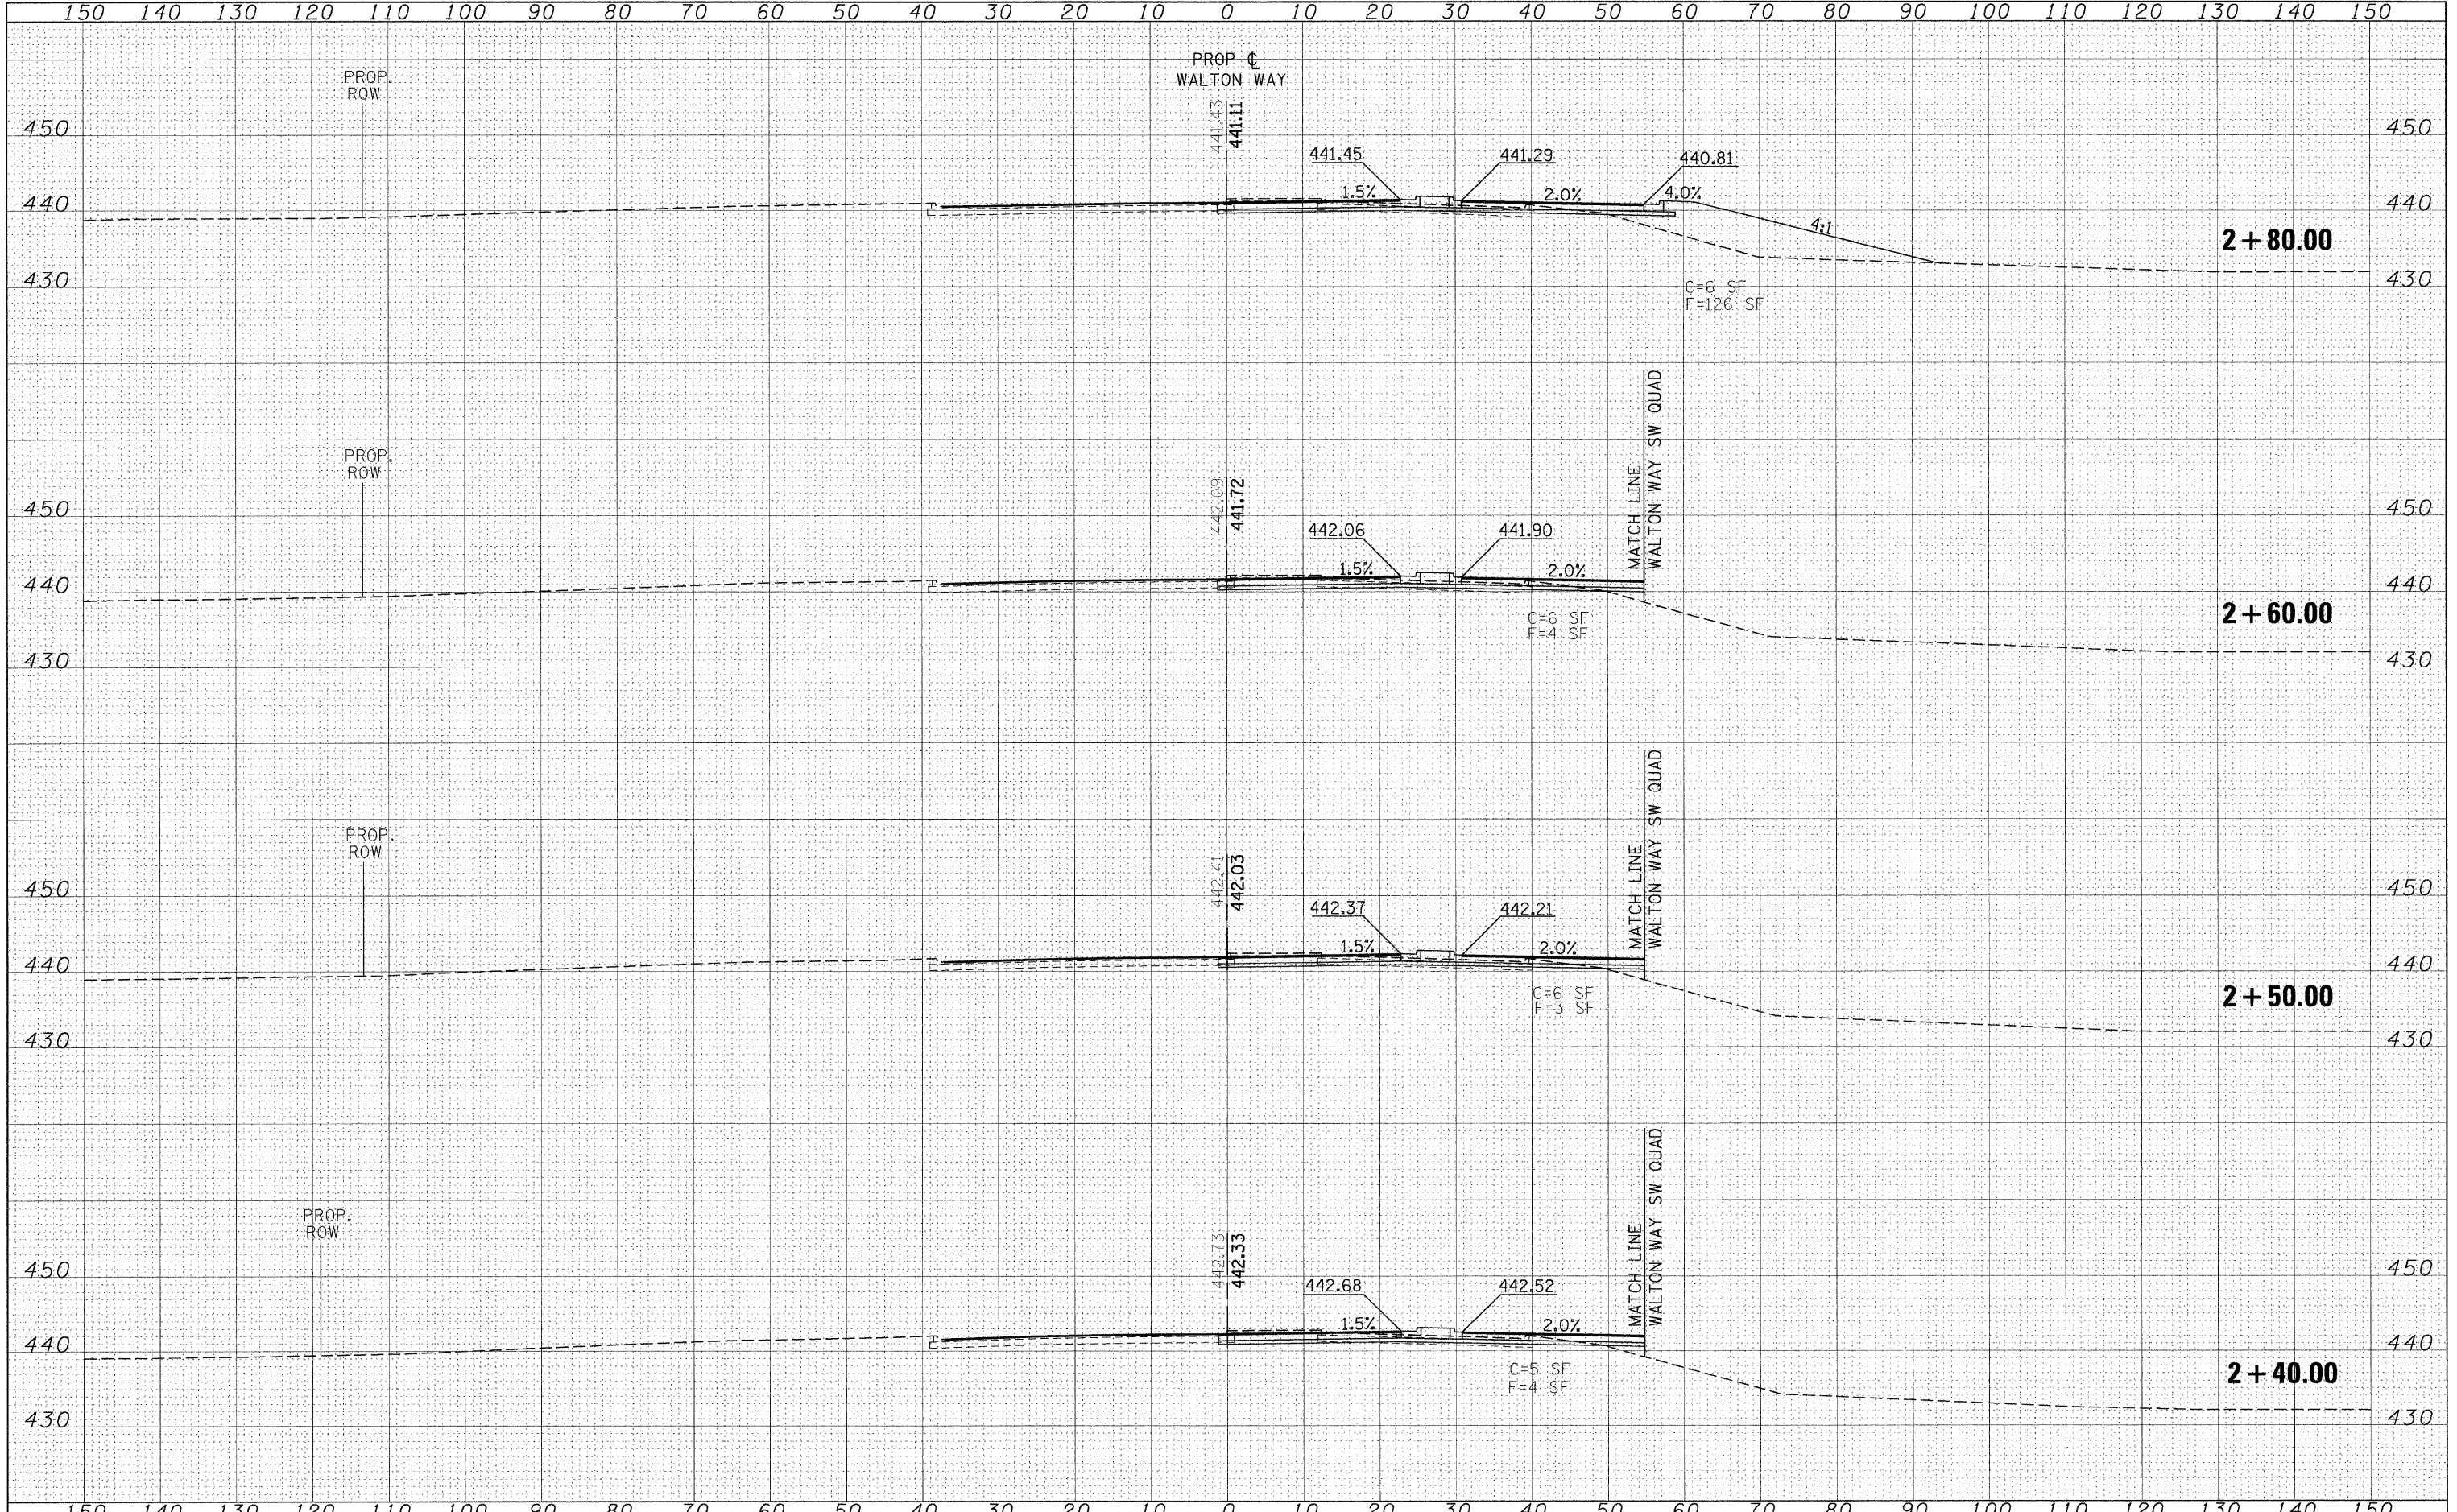 150 140 130 120 110 100 90 80 70 60 50 40 30 20 10 0 10 20 30 40 50 60 70 80 90 100 110 120 130 140 150
PROP ℄
WALTON WAY
PROP.
ROW
441.43
441.11
450
450
441.45
441.29
440.81
1.5%
2.0%
4.0%
440
440
4:1
2+80.00
430
430
C=6 SF
F=126 SF
PROP.
ROW
MATCH LINE
WALTON WAY SW QUAD
442.09
441.72
450
450
442.06
441.90
1.5%
2.0%
440
440
C=6 SF
F=4 SF
2+60.00
430
430
PROP.
ROW
MATCH LINE
WALTON WAY SW QUAD
442.41
442.03
450
450
442.37
442.21
1.5%
2.0%
440
440
C=6 SF
F=3 SF
2+50.00
430
430
PROP.
ROW
MATCH LINE
WALTON WAY SW QUAD
442.73
442.33
450
450
442.68
442.52
1.5%
2.0%
440
440
C=5 SF
F=4 SF
2+40.00
430
430
150 140 130 120 110 100 90 80 70 60 50 40 30 20 10 0 10 20 30 40 50 60 70 80 90 100 110 120 130 140 150